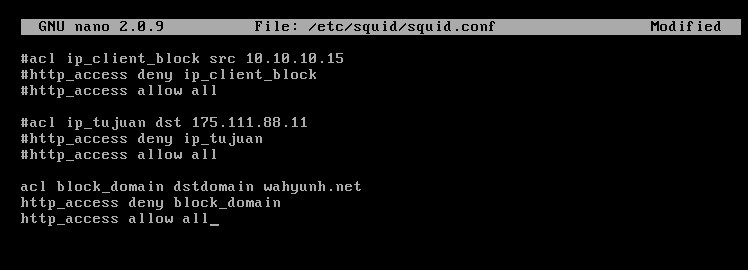 GNU nano 2.0.9 File: /etc/squid/squid.conf Modified
#acl ip_client_block src 10.10.10.15
#http_access deny ip_client_block
#http_access allow all
#acl ip_tujuan dst 175.111.88.11
#http_access deny ip_tujuan
#http_access allow all
acl block_domain dstdomain wahyunh.net
http_access deny block_domain
http_access allow all_